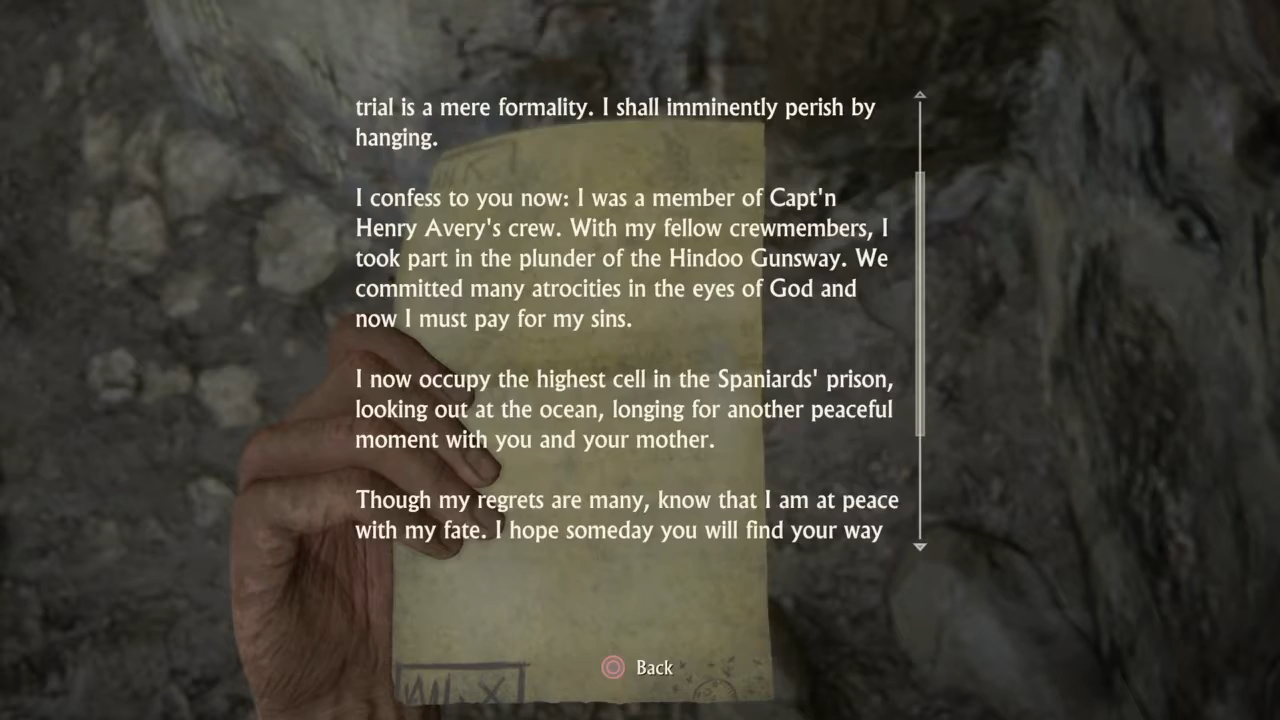 trial is a mere formality. I shall imminently perish by
hanging.
I confess to you now: I was a member of Capt'n
Henry Avery's crew. With my fellow crewmembers, I
took part in the plunder of the Hindoo Gunsway. We
committed many atrocities in the eyes of God and
now I must pay for my sins.
I now occupy the highest cell in the Spaniards' prison,
looking out at the ocean, longing for another peaceful
moment with you and your mother.
Though my regrets are many, know that I am at peace
with my fate. I hope someday you will find your way
Back